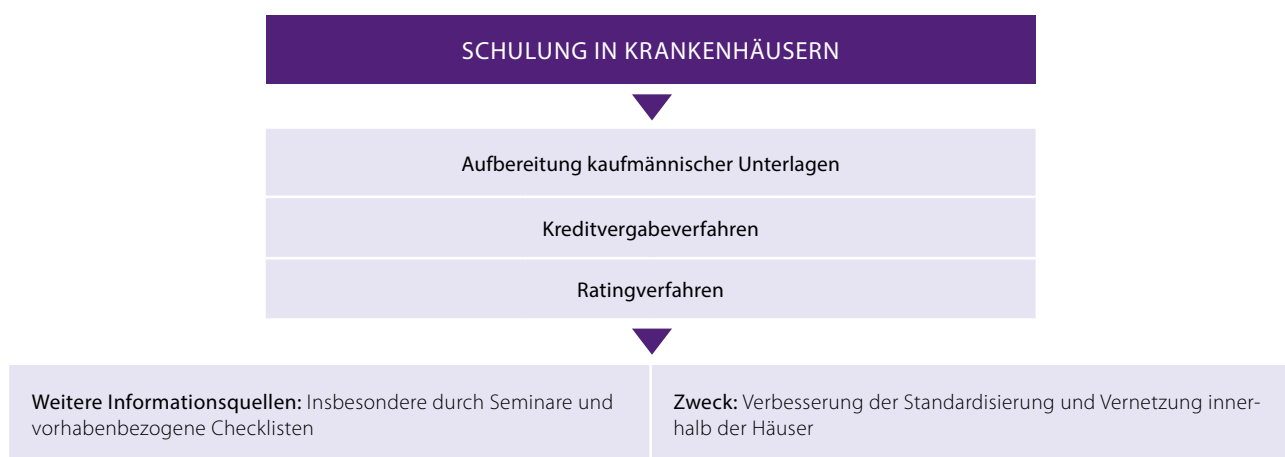 SCHULUNG IN KRANKENHÄUSERN
Aufbereitung kaufmännischer Unterlagen
Kreditvergabeverfahren
Ratingverfahren
Weitere Informationsquellen: Insbesondere durch Seminare und
vorhabenbezogene Checklisten
Zweck: Verbesserung der Standardisierung und Vernetzung inner-
halb der Häuser